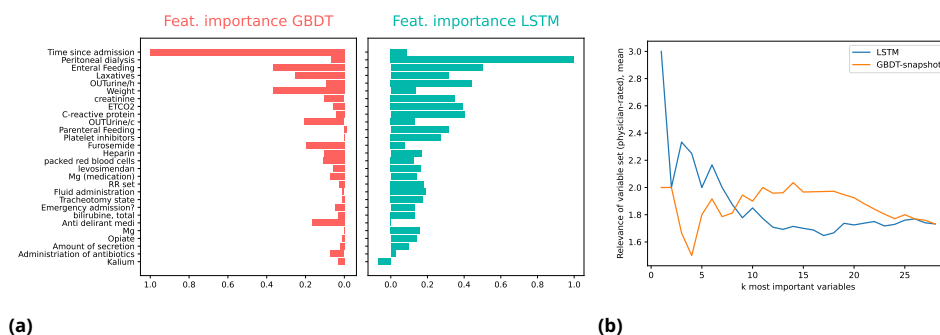 Feat. importance GBDT
Feat. importance LSTM
Time since admission
Peritoneal dialysis
Enteral Feeding
Laxatives
OUTurine/h
Weight
creatinine
ETCO2
C-reactive protein
OUTUrine/c
Parenteral Feeding
Platelet inhibitors
Furosemide
Heparin
packed red blood cells
levosimendan
Mg (medication)
RR set
Fluid administration
Tracheotomy state
Emergency admission?
bilirubine, total
Anti delirant medi
Mg
Opiate
Amount of secretion
Administriation of antibiotics
Kalium
1.0 0.8 0.6 0.4 0.2 0.0
0.0 0.2 0.4 0.6 0.8 1.0
(a)
Relevance of variable set (physician-rated), mean
3.0
2.8
2.6
2.4
2.2
2.0
1.8
1.6
LSTM
GBDT-snapshot
0 5 10 15 20 25
k most important variables
(b)